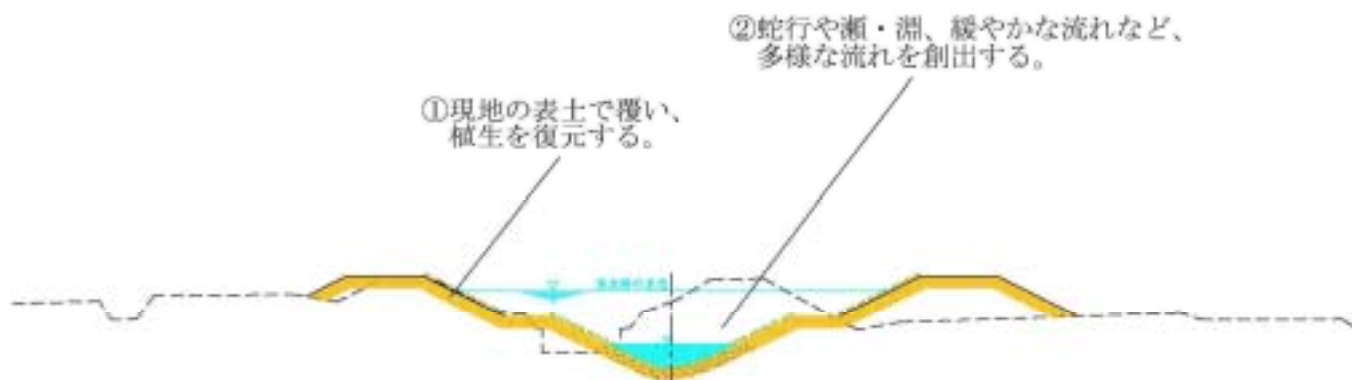 ②蛇行や瀬・淵、緩やかな流れなど、
多様な流れを創出する。
①現地の表土で覆い、
植生を復元する。